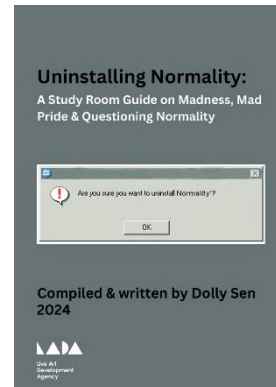 Uninstalling Normality:
A Study Room Guide on Madness, Mad
Pride & Questioning Normality
Are you sure you want to uninstall 'Normality'?
OK
Compiled & written by Dolly Sen
2024
LADA
Live Art
Development
Agency